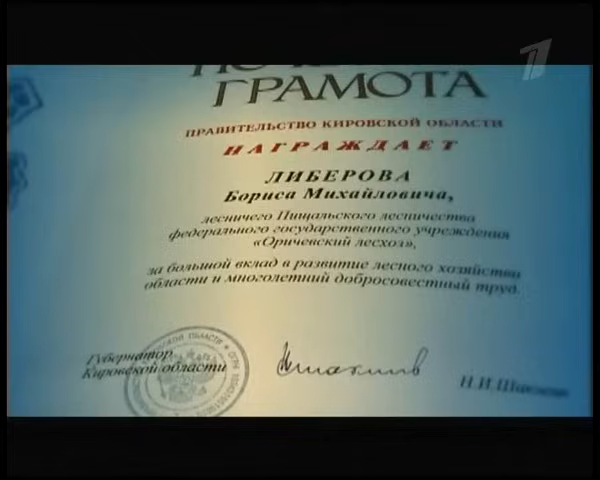 ГРАМОТА
ПРАВИТЕЛЬСТВО КИРОВСКОЙ ОБЛАСТИ
НАГРАЖДАЕТ
ЛИБЕРОВА
Бориса Михайловича,
лесничего Пищальского лесничества
федерального государственного учреждения
«Оричевский лесхоз»,
за большой вклад в развитие лесного хозяйства
области и многолетний добросовестный труд.
Губернатор
Кировской области
Н.И.